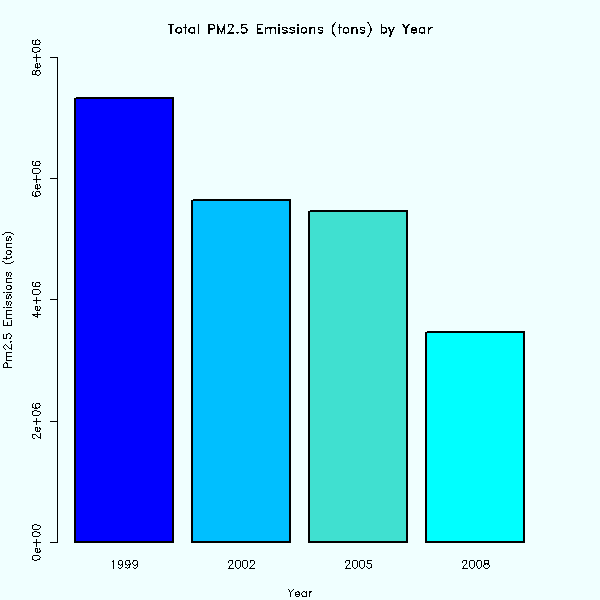 Total PM2.5 Emissions (tons) by Year
Pm2.5 Emissions (tons)
8e+06
6e+06
4e+06
2e+06
0e+00
1999 2002 2005 2008
Year